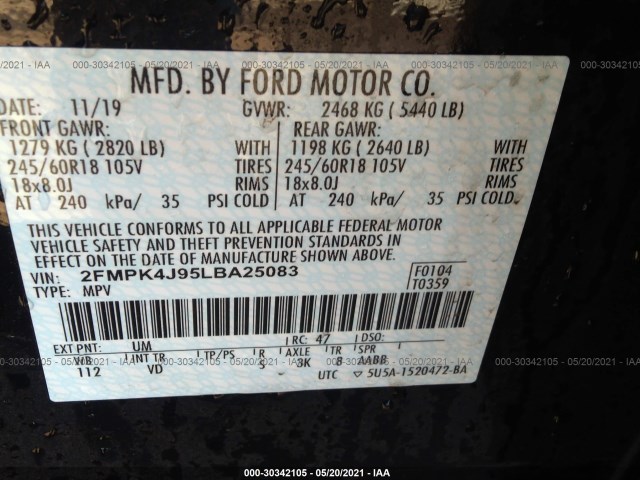 000-30342105 - 05/20/2021 - IAA
MFD. BY FORD MOTOR CO.
DATE: 11/19 GVWR: 2468 KG ( 5440 LB)
FRONT GAWR: REAR GAWR:
1279 KG ( 2820 LB) WITH 1198 KG ( 2640 LB) WITH
245/60R18 105V TIRES 245/60R18 105V TIRES
18x8.0J RIMS 18x8.0J RIMS
AT 240 kPa/ 35 PSI COLD AT 240 kPa/ 35 PSI COLD
THIS VEHICLE CONFORMS TO ALL APPLICABLE FEDERAL MOTOR
VEHICLE SAFETY AND THEFT PREVENTION STANDARDS IN
EFFECT ON THE DATE OF MANUFACTURE SHOWN ABOVE.
VIN: 2FMPK4J95LBA25083 F0104
TYPE: MPV T0359
EXT PNT: UM RC: 47 DSO:
WB INT TR TP/PS R AXLE TR SPR
112 VD 5 3K 8 AABB
UTC ▽ 5U5A-1520472-BA
000-30342105 - 05/20/2021 - IAA